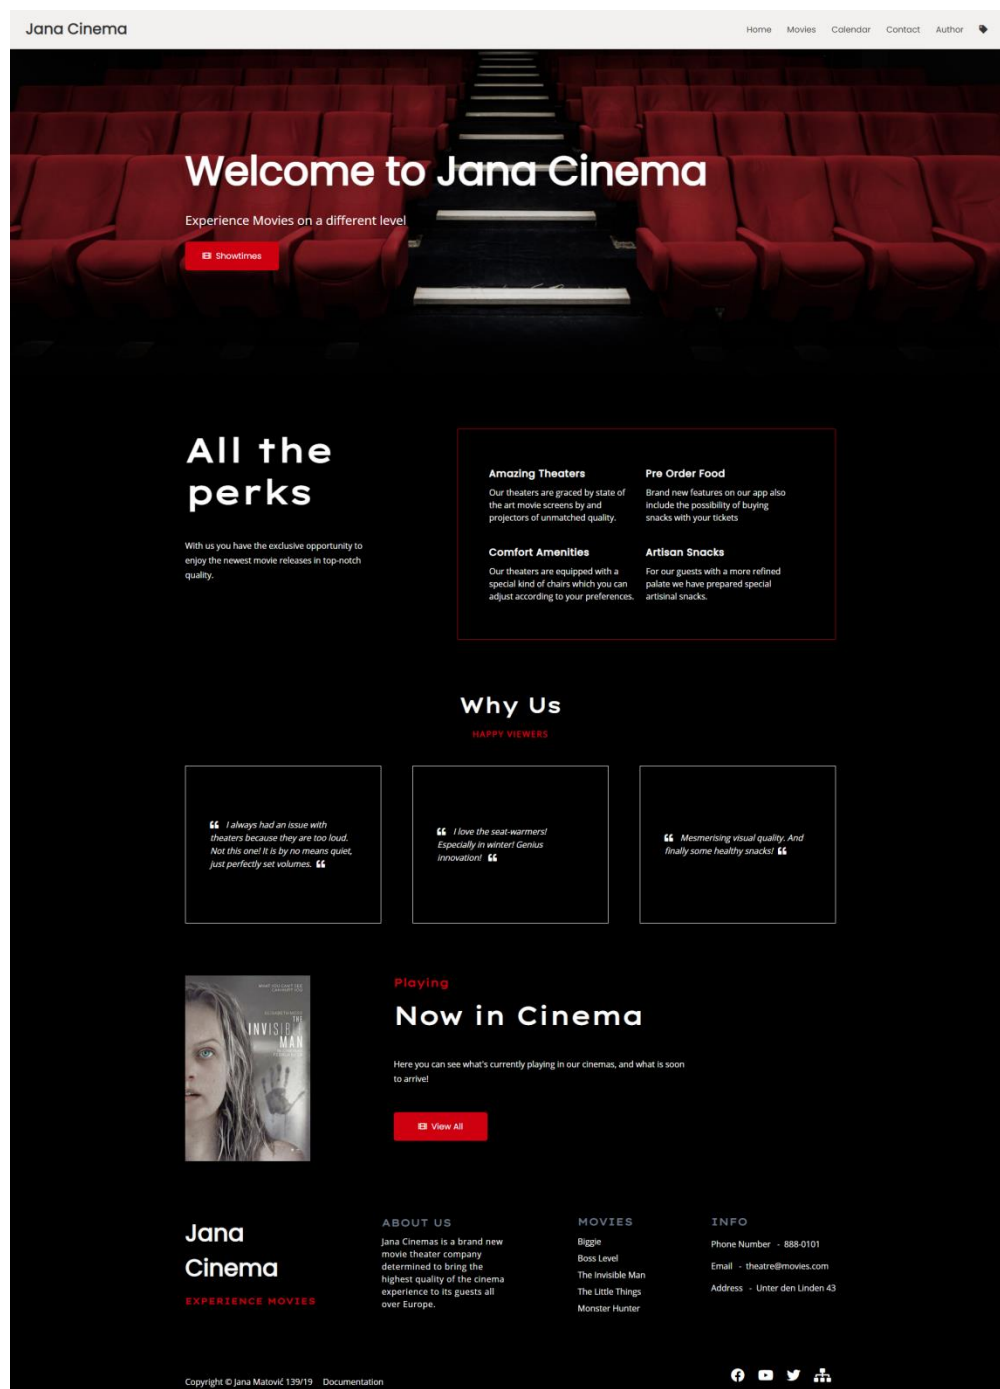 Jana Cinema
Home Movies Calendar Contact Author
Welcome to Jana Cinema
Experience Movies on a different level
Showtimes
All the
perks
With us you have the exclusive opportunity to
enjoy the newest movie releases in top-notch
quality.
Amazing Theaters
Our theaters are graced by state of
the art movie screens by and
projectors of unmatched quality.
Pre Order Food
Brand new features on our app also
include the possibility of buying
snacks with your tickets
Comfort Amenities
Our theaters are equipped with a
special kind of chairs which you can
adjust according to your preferences.
Artisan Snacks
For our guests with a more refined
palate we have prepared special
artisinal snacks.
Why Us
HAPPY VIEWERS
I always had an issue with
theaters because they are too loud.
Not this one! It is by no means quiet,
just perfectly set volumes.
I love the seat-warmers!
Especially in winter! Genius
innovation!
Mesmerising visual quality. And
finally some healthy snacks!
THE
INVISIBLE
MAN
Playing
Now in Cinema
Here you can see what's currently playing in our cinemas, and what is soon
to arrive!
View All
Jana
Cinema
EXPERIENCE MOVIES
ABOUT US
Jana Cinemas is a brand new
movie theater company
determined to bring the
highest quality of the cinema
experience to its guests all
over Europe.
MOVIES
Biggie
Boss Level
The Invisible Man
The Little Things
Monster Hunter
INFO
Phone Number - 888-0101
Email - theatre@movies.com
Address - Unter den Linden 43
Copyright © Jana Matović 139/19 Documentation